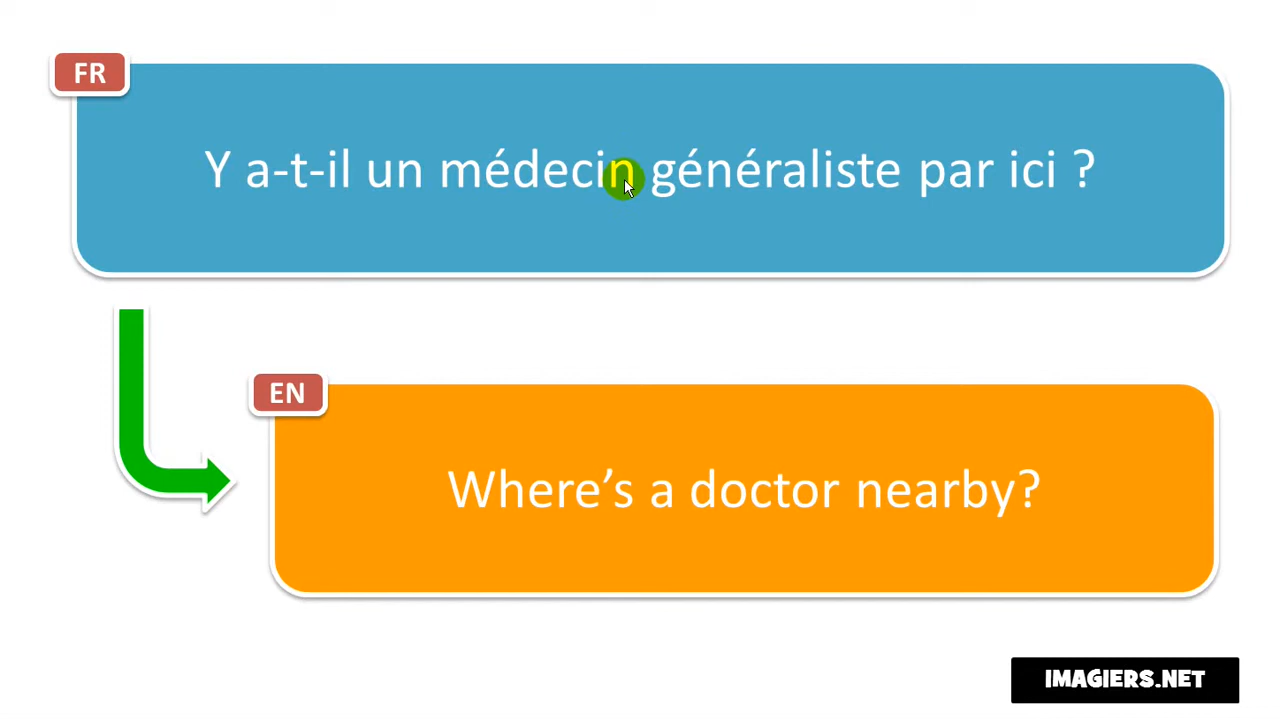 FR
Y a-t-il un médecin généraliste par ici ?
EN
Where’s a doctor nearby?
IMAGIERS.NET